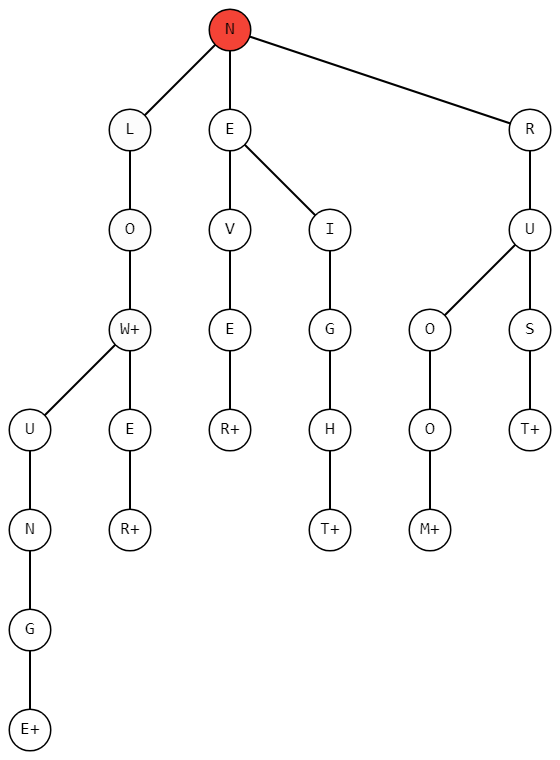 N
L E R
O V I U
W+ E G O S
U E R+ H O T+
N R+ T+ M+
G
E+